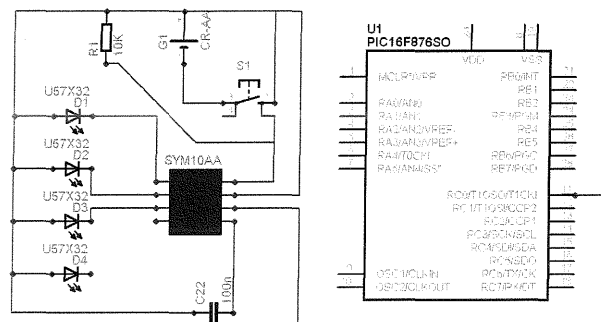 R1
10K
G1
CR-AA
S1
U57X32
D1
U57X32
D2
U57X32
D3
U57X32
D4
SYM10AA
C22
100n
U1
PIC16F876SO
VDD
VSS
MCLR/VPP
RA0/AN0
RA1/AN1
RA2/AN2/VREF-
RA3/AN3/VREF+
RA4/T0CKI
RA5/AN4/SS*
OSC1/CLKIN
OSC2/CLKOUT
RB0/INT
RB1
RB2
RB3/PGM
RB4
RB5
RB6/PGC
RB7/PGD
RC0/T1OSO/T1CKI
RC1/T1OSI/CCP2
RC2/CCP1
RC3/SCK/SCL
RC4/SDI/SDA
RC5/SDO
RC6/TX/CK
RC7/RX/DT